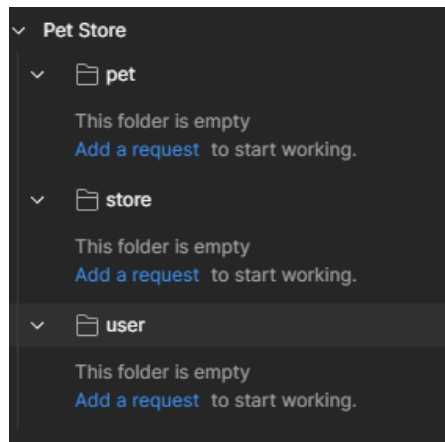 Pet Store
pet
This folder is empty
Add a request to start working.
store
This folder is empty
Add a request to start working.
user
This folder is empty
Add a request to start working.